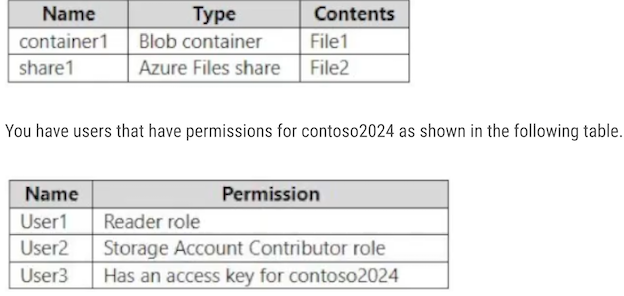 Name Type Contents
container1 Blob container File1
share1 Azure Files share File2
You have users that have permissions for contoso2024 as shown in the following table.
Name Permission
User1 Reader role
User2 Storage Account Contributor role
User3 Has an access key for contoso2024